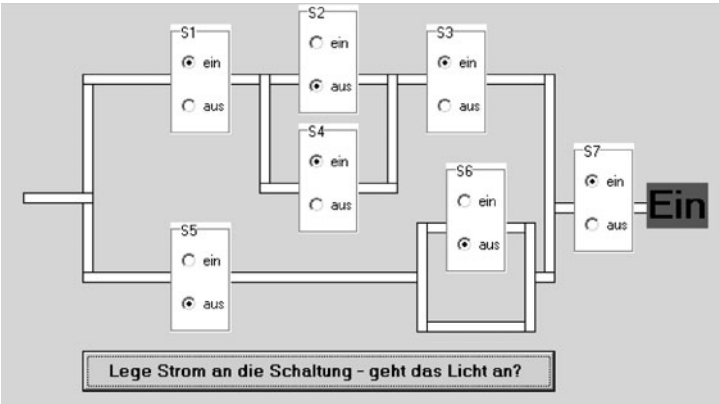 S1
ein
aus
S2
ein
aus
S3
ein
aus
S4
ein
aus
S5
ein
aus
S6
ein
aus
S7
ein
aus
Ein
Lege Strom an die Schaltung - geht das Licht an?